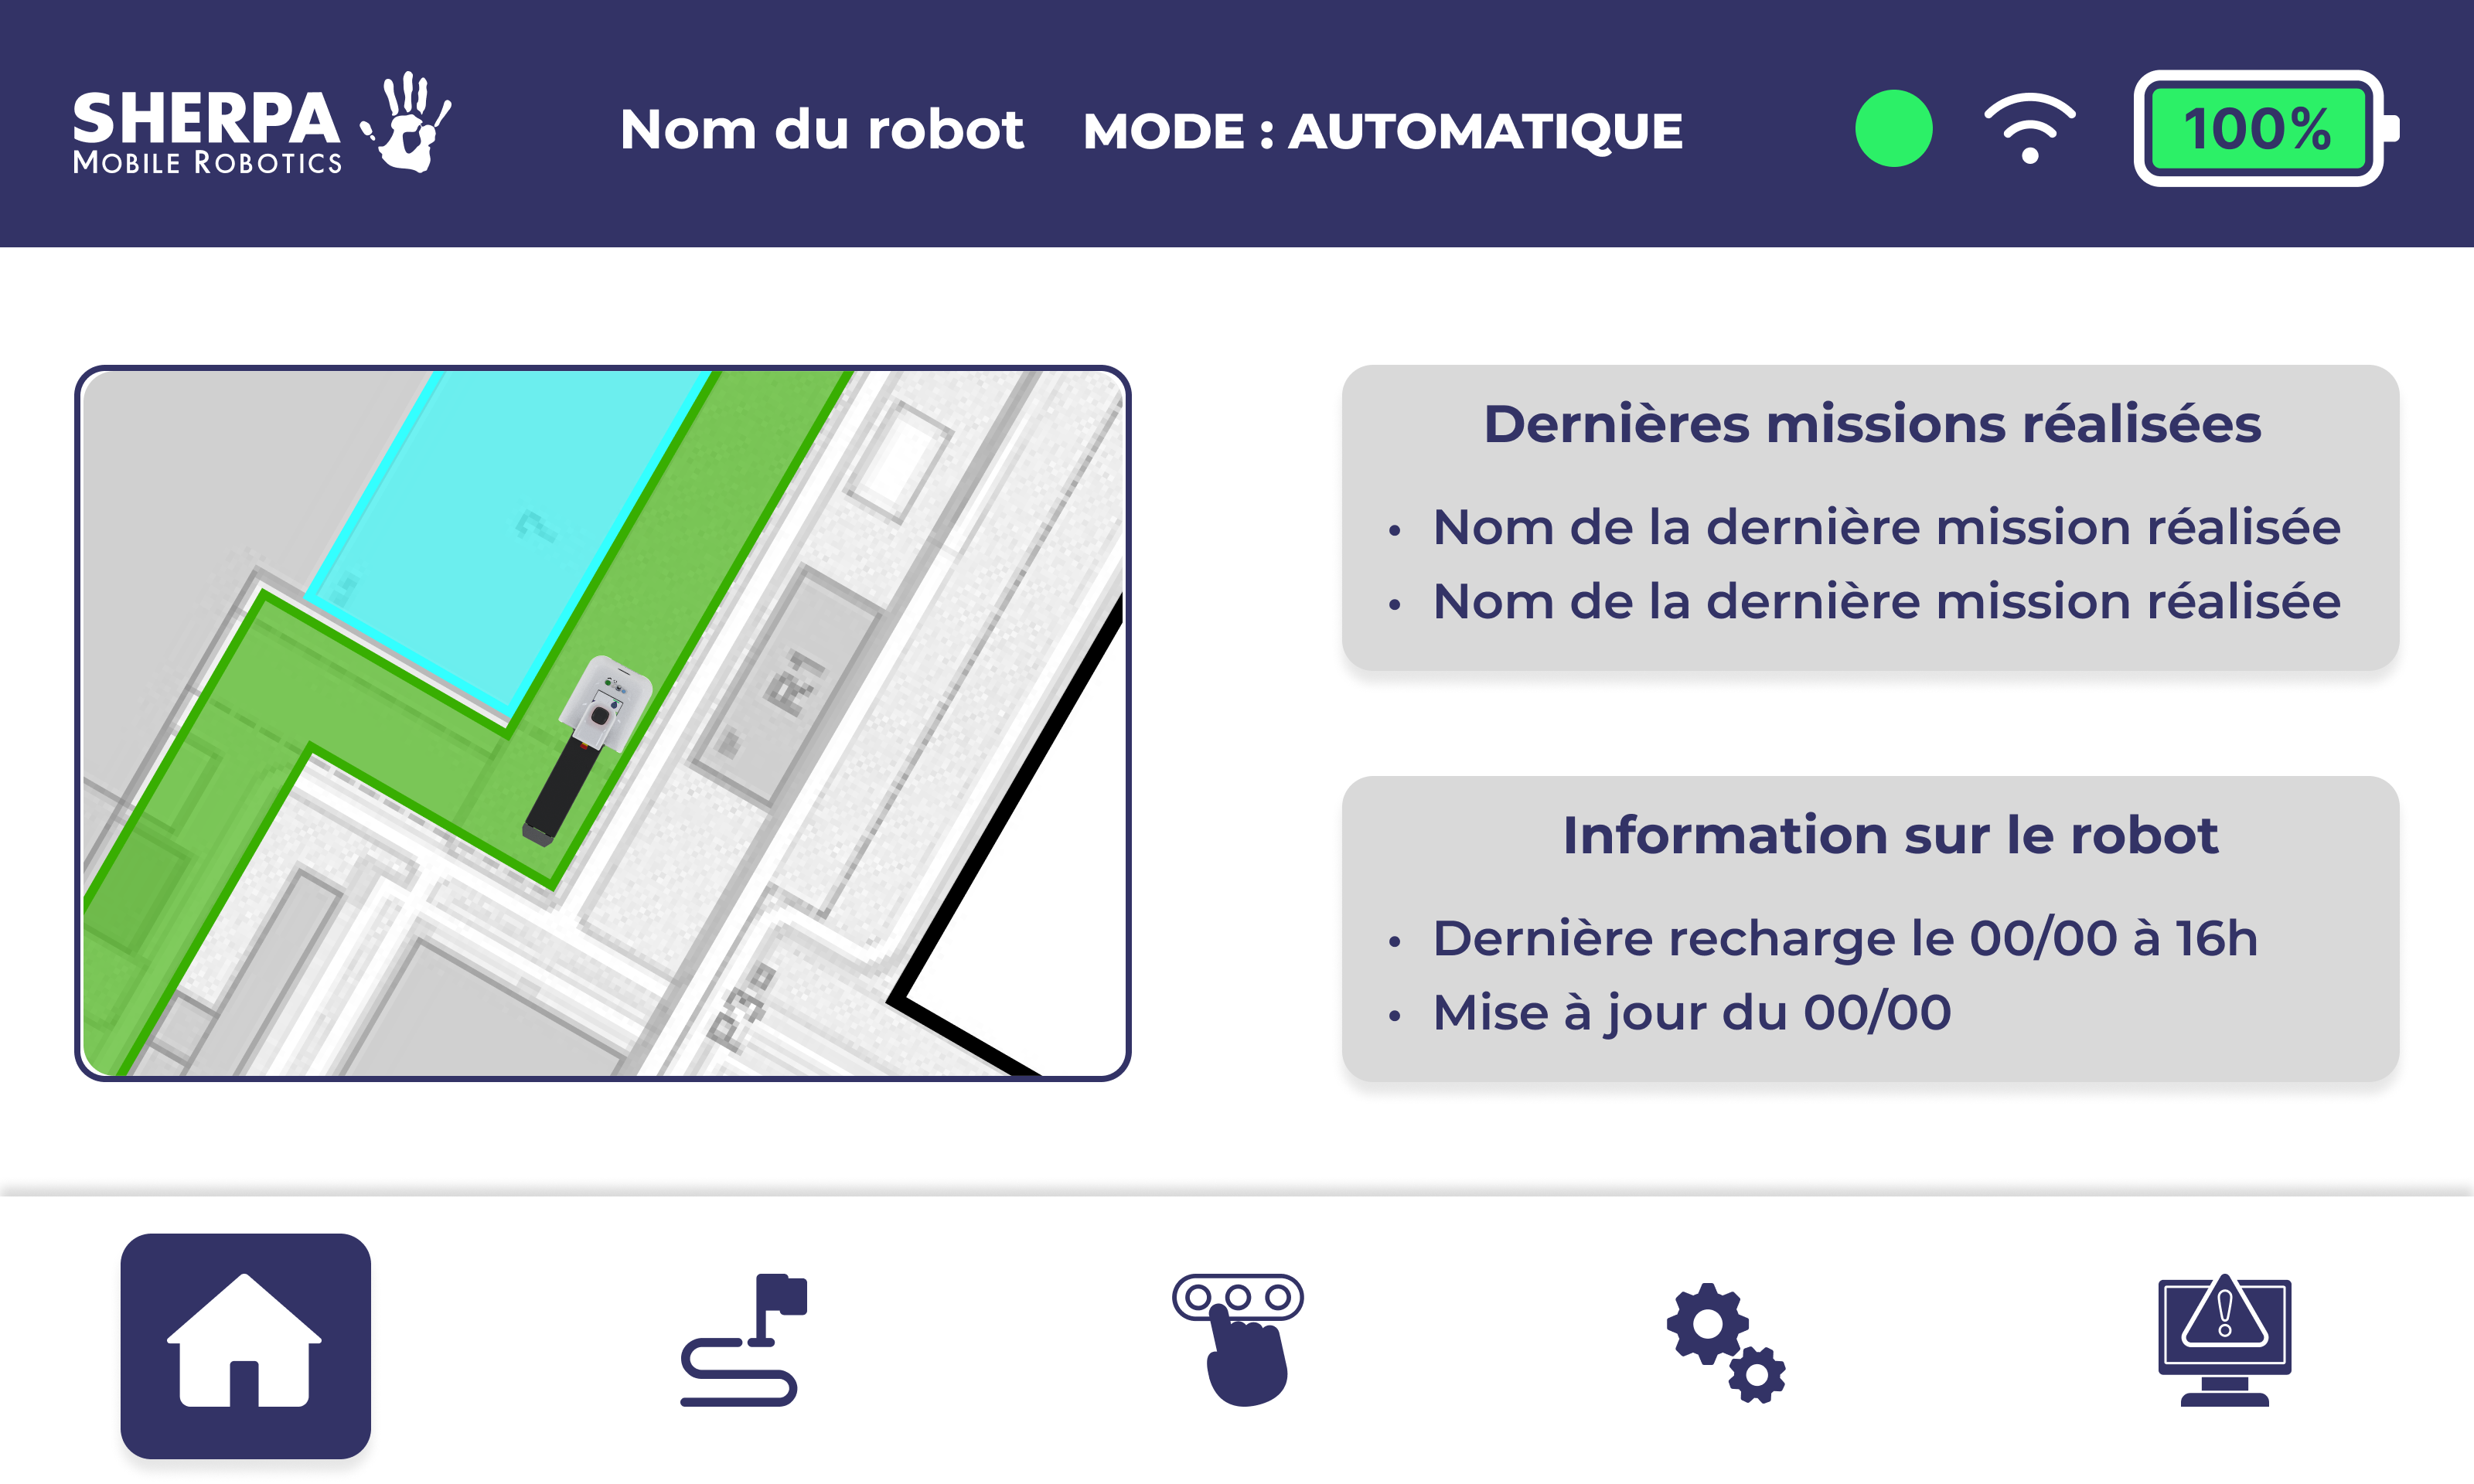 SHERPA
MOBILE ROBOTICS
Nom du robot
MODE : AUTOMATIQUE
100%
Dernières missions réalisées
• Nom de la dernière mission réalisée
• Nom de la dernière mission réalisée
Information sur le robot
• Dernière recharge le 00/00 à 16h
• Mise à jour du 00/00